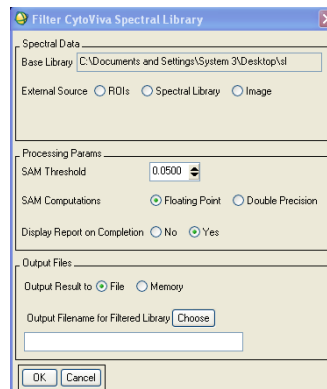 Filter CytoViva Spectral Library
Spectral Data
Base Library C:\Documents and Settings\System 3\Desktop\sl
External Source ROIs Spectral Library Image
Processing Params
SAM Threshold 0.0500
SAM Computations Floating Point Double Precision
Display Report on Completion No Yes
Output Files
Output Result to File Memory
Output Filename for Filtered Library Choose
OK Cancel